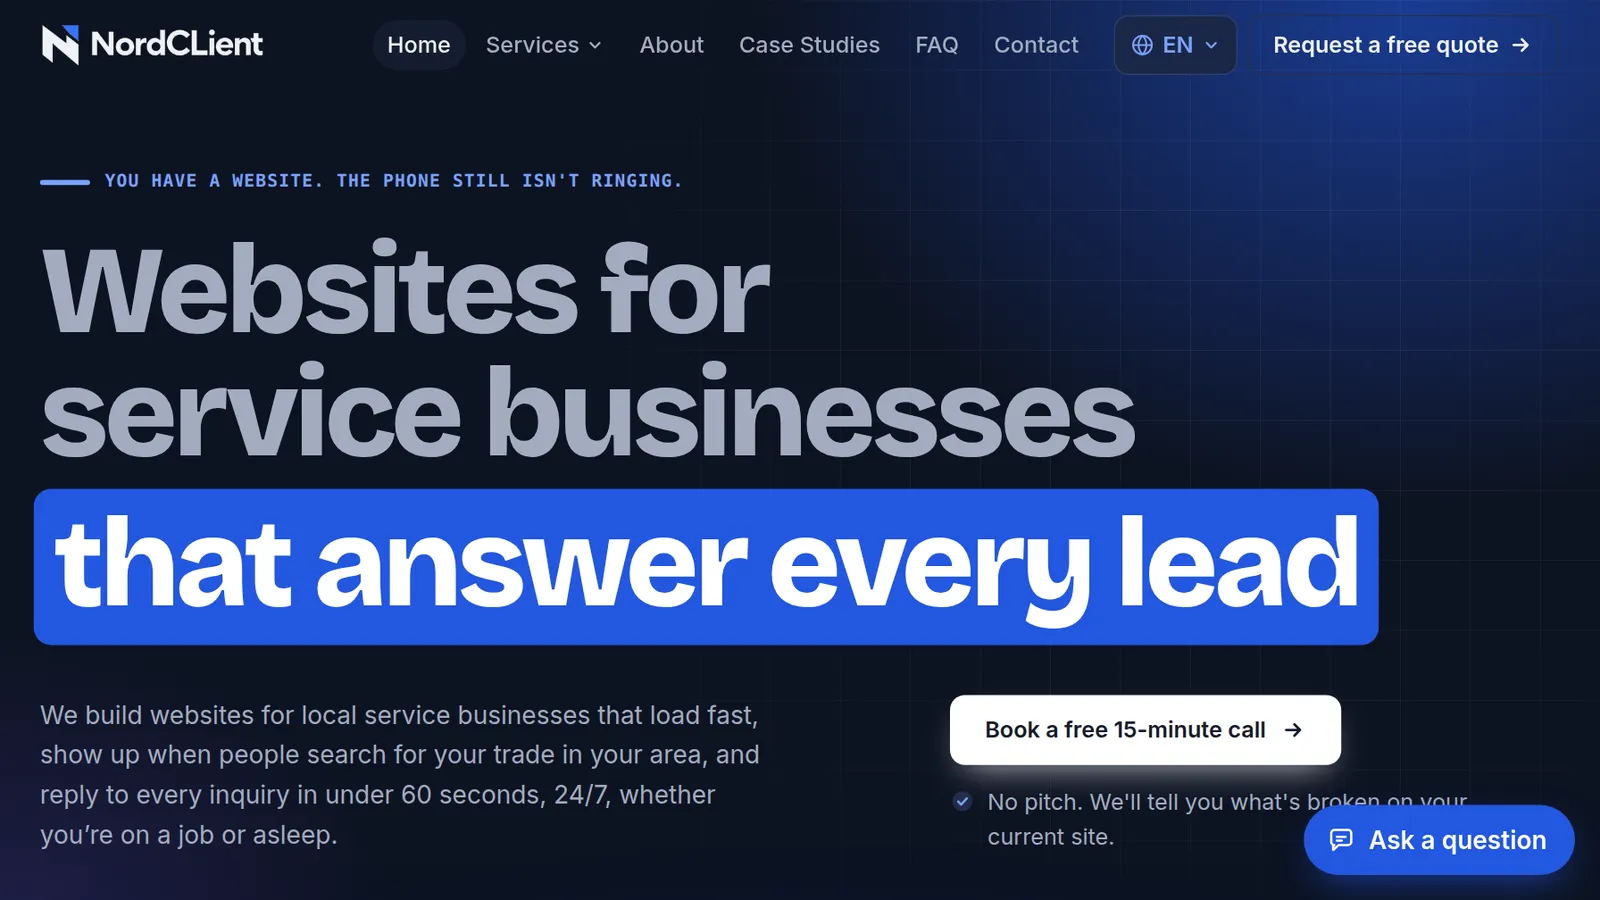 NordCLient
Home
Services
About
Case Studies
FAQ
Contact
EN
Request a free quote →
YOU HAVE A WEBSITE. THE PHONE STILL ISN'T RINGING.
Websites for
service businesses
that answer every lead
We build websites for local service businesses that load fast,
show up when people search for your trade in your area, and
reply to every inquiry in under 60 seconds, 24/7, whether
you’re on a job or asleep.
Book a free 15-minute call →
No pitch. We'll tell you what's broken on your
current site.
Ask a question